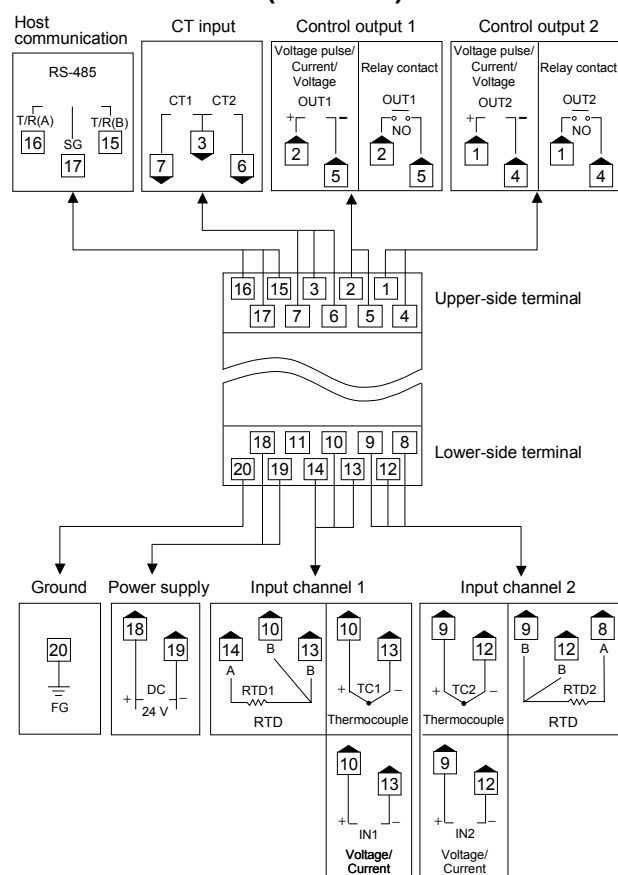 Host communication
RS-485
T/R(A)
T/R(B)
SG
16
17
15
CT input
CT1
CT2
7
3
6
Control output 1
Voltage pulse/
Current/
Voltage
+
OUT1
−
2
5
Relay contact
OUT1
NO
2
5
Control output 2
Voltage pulse/
Current/
Voltage
+
OUT2
−
1
4
Relay contact
OUT2
NO
1
4
16 15 3 2 1
17 7 6 5 4
Upper-side terminal
18 11 10 9 8
20 19 14 13 12
Lower-side terminal
Ground
20
FG
Power supply
18
19
+ DC −
24 V
Input channel 1
14
10
13
A
B
B
RTD1
RTD
10
13
+ TC1 −
Thermocouple
10
13
+ −
IN1
Voltage/
Current
Input channel 2
9
12
+ TC2 −
Thermocouple
9
12
8
B
B
A
RTD2
RTD
9
12
+ −
IN2
Voltage/
Current